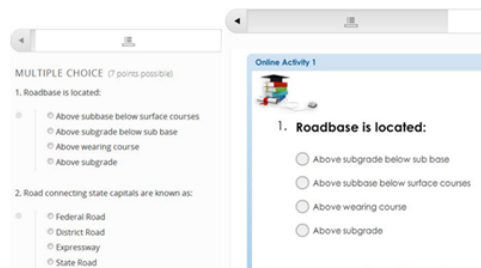 MULTIPLE CHOICE (7 points possible)
1. Roadbase is located:
Above subbase below surface courses
Above subgrade below sub base
Above wearing course
Above subgrade
2. Road connecting state capitals are known as:
Federal Road
District Road
Expressway
State Road
Online Activity 1
1. Roadbase is located:
Above subgrade below sub base
Above subbase below surface courses
Above wearing course
Above subgrade